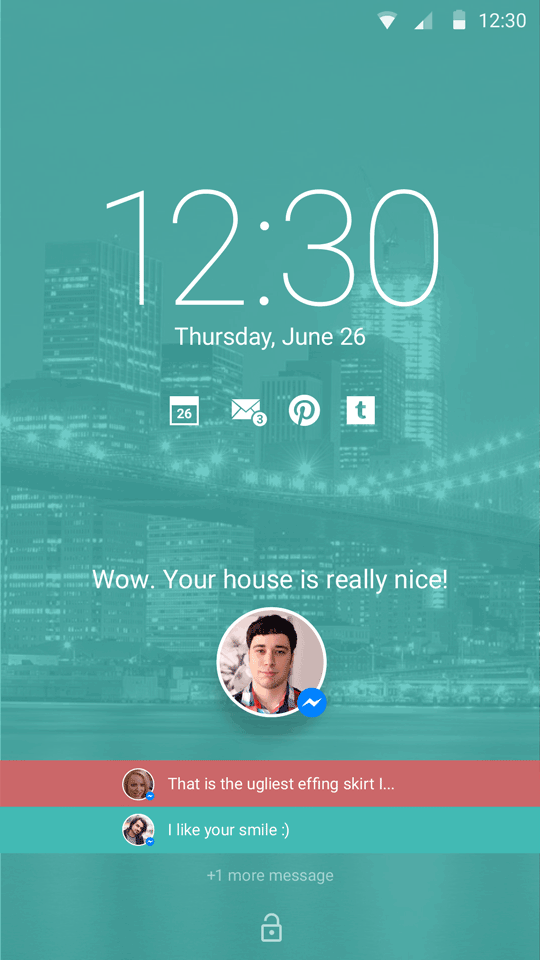 12:30
12:30
Thursday, June 26
26
3
Wow. Your house is really nice!
That is the ugliest effing skirt I...
I like your smile :)
+1 more message